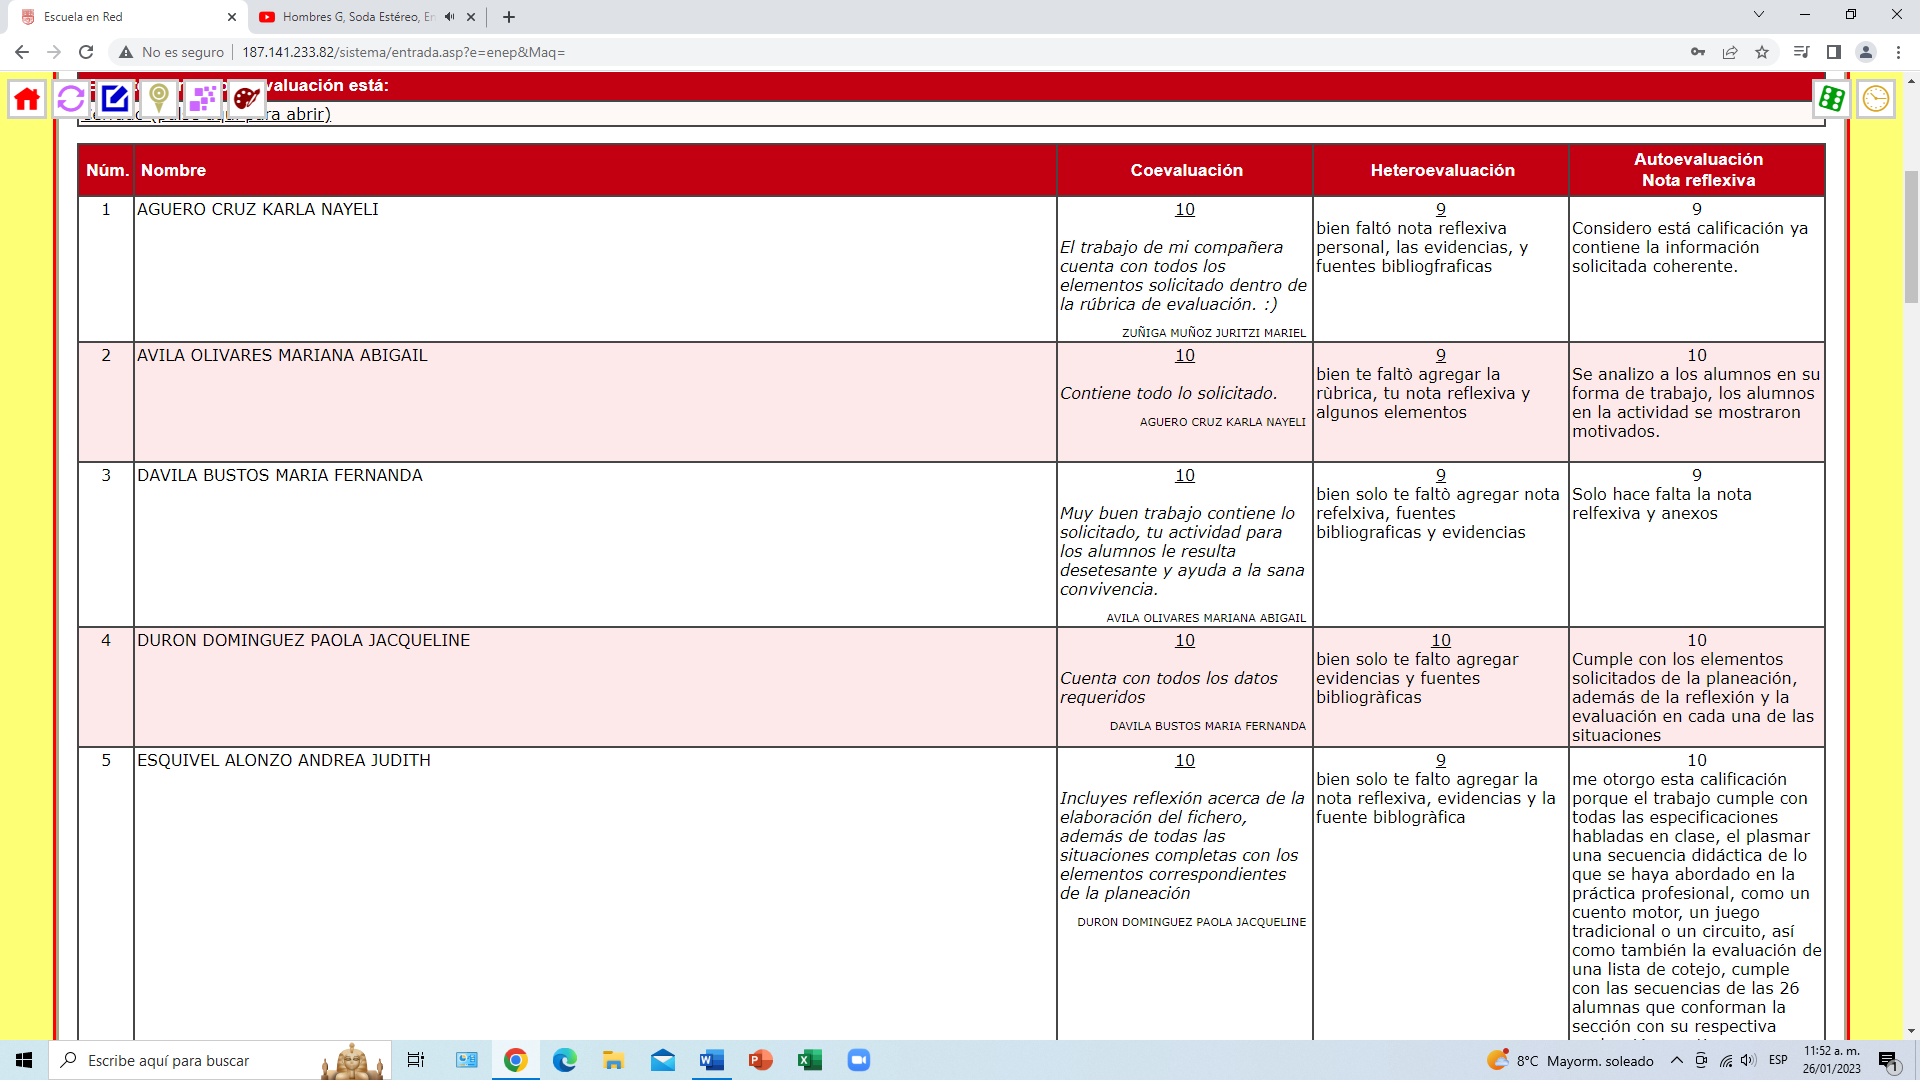 Escuela en Red
Hombres G, Soda Estéreo, En
No es seguro
187.141.233.82/sistema/entrada.asp?e=enep&Maq=
valuación está:
para abrir)
Núm.
Nombre
Coevaluación
Heteroevaluación
Autoevaluación
Nota reflexiva
1
AGUERO CRUZ KARLA NAYELI
10
El trabajo de mi compañera
cuenta con todos los
elementos solicitado dentro de
la rúbrica de evaluación. :)
ZUÑIGA MUÑOZ JURITZI MARIEL
9
bien faltó nota reflexiva
personal, las evidencias, y
fuentes bibliogfraficas
9
Considero está calificación ya
contiene la información
solicitada coherente.
2
AVILA OLIVARES MARIANA ABIGAIL
10
Contiene todo lo solicitado.
AGUERO CRUZ KARLA NAYELI
9
bien te faltò agregar la
rùbrica, tu nota reflexiva y
algunos elementos
10
Se analizo a los alumnos en su
forma de trabajo, los alumnos
en la actividad se mostraron
motivados.
3
DAVILA BUSTOS MARIA FERNANDA
10
Muy buen trabajo contiene lo
solicitado, tu actividad para
los alumnos le resulta
desetesante y ayuda a la sana
convivencia.
AVILA OLIVARES MARIANA ABIGAIL
9
bien solo te faltò agregar nota
refelxiva, fuentes
bibliograficas y evidencias
9
Solo hace falta la nota
relfexiva y anexos
4
DURON DOMINGUEZ PAOLA JACQUELINE
10
Cuenta con todos los datos
requeridos
DAVILA BUSTOS MARIA FERNANDA
10
bien solo te falto agregar
evidencias y fuentes
bibliogràficas
10
Cumple con los elementos
solicitados de la planeación,
además de la reflexión y la
evaluación en cada una de las
situaciones
5
ESQUIVEL ALONZO ANDREA JUDITH
10
Incluyes reflexión acerca de la
elaboración del fichero,
además de todas las
situaciones completas con los
elementos correspondientes
de la planeación
DURON DOMINGUEZ PAOLA JACQUELINE
9
bien solo te falto agregar la
nota reflexiva, evidencias y la
fuente biblogràfica
10
me otorgo esta calificación
porque el trabajo cumple con
todas las especificaciones
habladas en clase, el plasmar
una secuencia didáctica de lo
que se haya abordado en la
práctica profesional, como un
cuento motor, un juego
tradicional o un circuito, así
como también la evaluación de
una lista de cotejo, cumple
con las secuencias de las 26
alumnas que conforman la
sección con su respectiva
Escribe aquí para buscar
8°C Mayorm. soleado
ESP
11:52 a. m.
26/01/2023
1